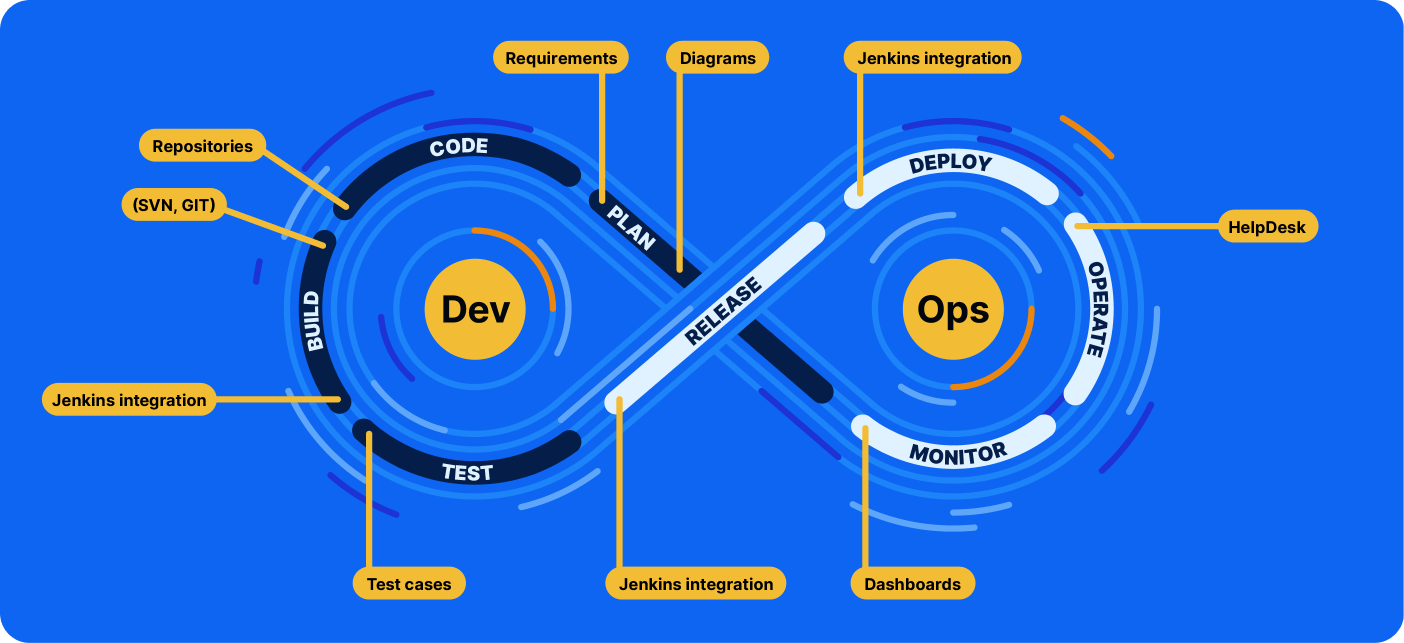 Requirements
Diagrams
Jenkins integration
Repositories
CODE
DEPLOY
(SVN, GIT)
PLAN
HelpDesk
BUILD
Dev
RELEASE
Ops
OPERATE
Jenkins integration
TEST
MONITOR
Test cases
Jenkins integration
Dashboards